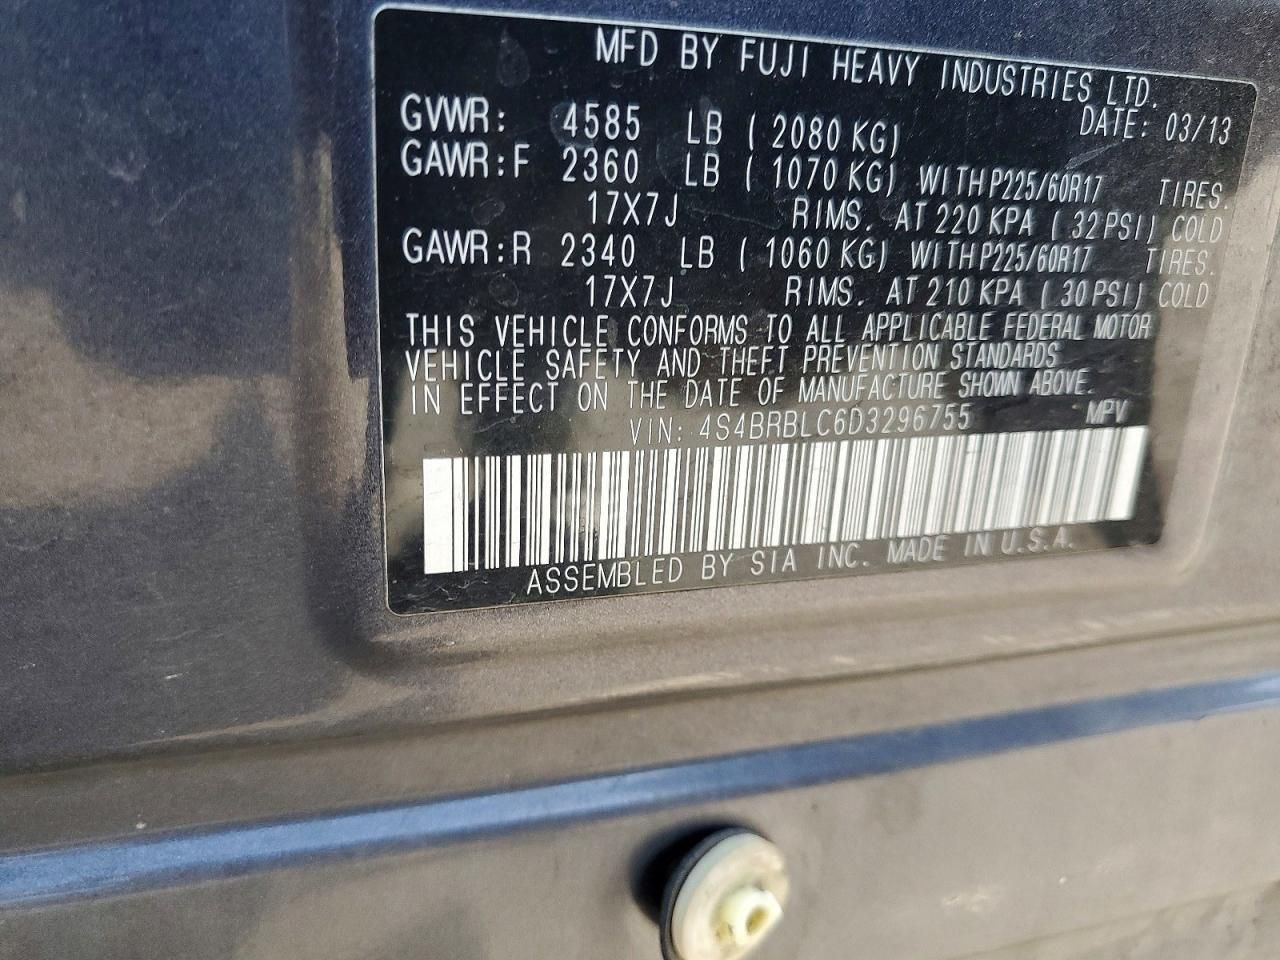 MFD BY FUJI HEAVY INDUSTRIES LTD.
DATE: 03/13
GVWR: 4585 LB ( 2080 KG)
GAWR:F 2360 LB ( 1070 KG) WITH P225/60R17 TIRES.
17X7J RIMS. AT 220 KPA ( 32 PSI) COLD
GAWR:R 2340 LB ( 1060 KG) WITH P225/60R17 TIRES.
17X7J RIMS. AT 210 KPA ( 30 PSI) COLD
THIS VEHICLE CONFORMS TO ALL APPLICABLE FEDERAL MOTOR
VEHICLE SAFETY AND THEFT PREVENTION STANDARDS
IN EFFECT ON THE DATE OF MANUFACTURE SHOWN ABOVE.
VIN: 4S4BRBLC6D3296755 MPV
ASSEMBLED BY SIA INC. MADE IN U.S.A.